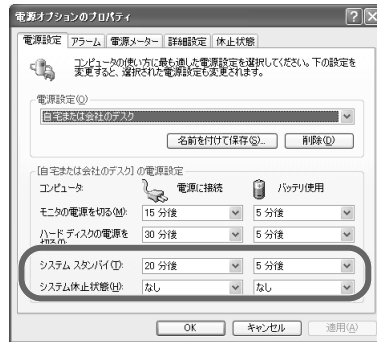 電源オプションのプロパティ
電源設定 アラーム 電源メーター 詳細設定 休止状態
コンピュータの使い方に最も適した電源設定を選択してください。下の設定を
変更すると、選択された電源設定も変更されます。
電源設定(O)
自宅または会社のデスク
名前を付けて保存(S)... 削除(D)
[自宅または会社のデスク] の電源設定
コンピュータ: 電源に接続 バッテリ使用
モニタの電源を切る(M): 15 分後 5 分後
ハード ディスクの電源を 30 分後 5 分後
切る(I):
システム スタンバイ(T): 20 分後 5 分後
システム休止状態(H): なし なし
OK キャンセル 適用(A)